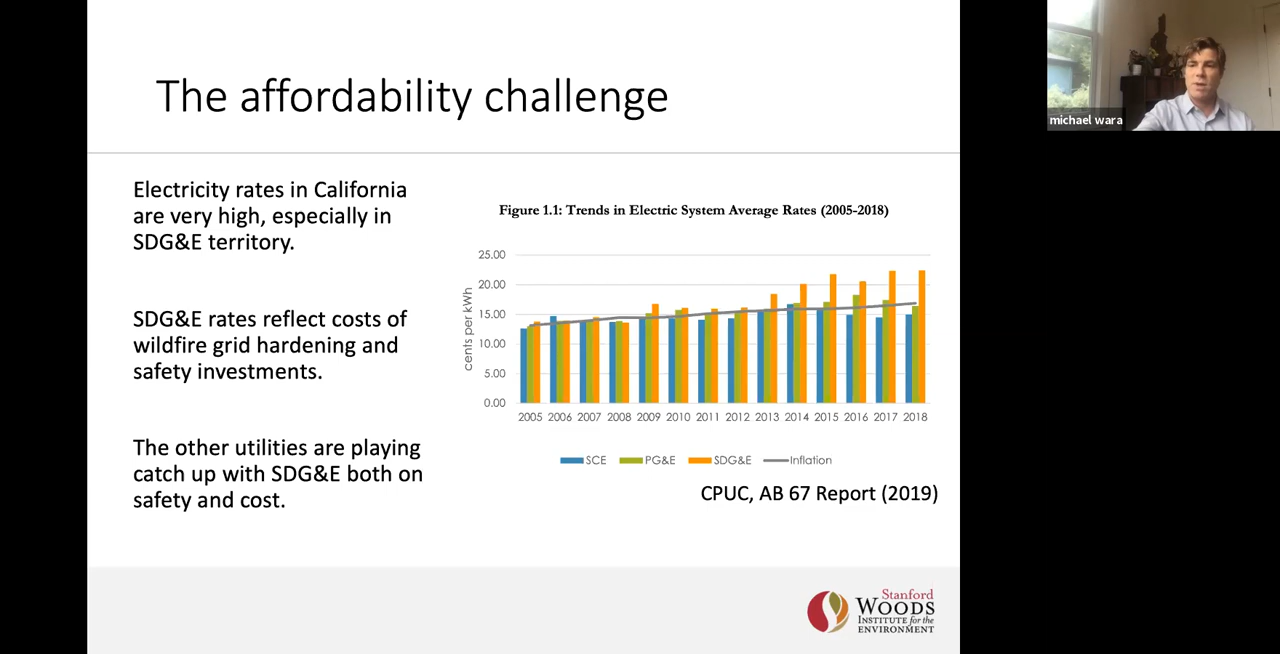 The affordability challenge
michael wara
Electricity rates in California
are very high, especially in
SDG&E territory.
SDG&E rates reflect costs of
wildfire grid hardening and
safety investments.
The other utilities are playing
catch up with SDG&E both on
safety and cost.
Figure 1.1: Trends in Electric System Average Rates (2005-2018)
cents per kWh
25.00
20.00
15.00
10.00
5.00
0.00
2005 2006 2007 2008 2009 2010 2011 2012 2013 2014 2015 2016 2017 2018
SCE PG&E SDG&E Inflation
CPUC, AB 67 Report (2019)
Stanford
WOODS
INSTITUTE for the
ENVIRONMENT